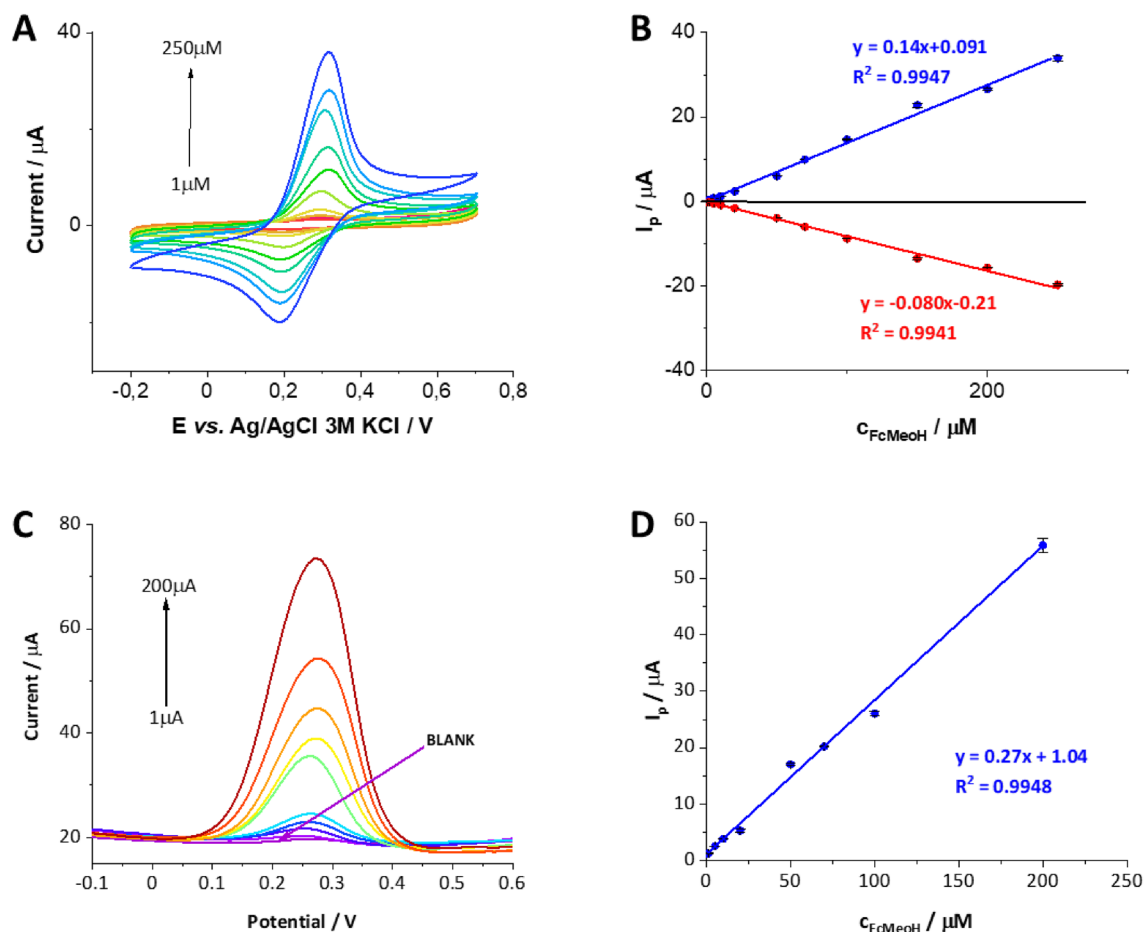 A
40
250μM
1μM
0
Current / μA
-0,2
0
0,2
0,4
0,6
0,8
E vs. Ag/AgCl 3M KCl / V
B
40
y = 0.14x+0.091
R² = 0.9947
20
0
Iₚ / μA
-20
y = -0.080x-0.21
R² = 0.9941
-40
0
200
c_FcMeoH / μM
C
80
200μA
60
1μA
Current / μA
40
BLANK
20
-0.1
0
0.1
0.2
0.3
0.4
0.5
0.6
Potential / V
D
60
50
40
Iₚ / μA
30
20
y = 0.27x + 1.04
R² = 0.9948
10
0
0
50
100
150
200
250
c_FcMeoH / μM